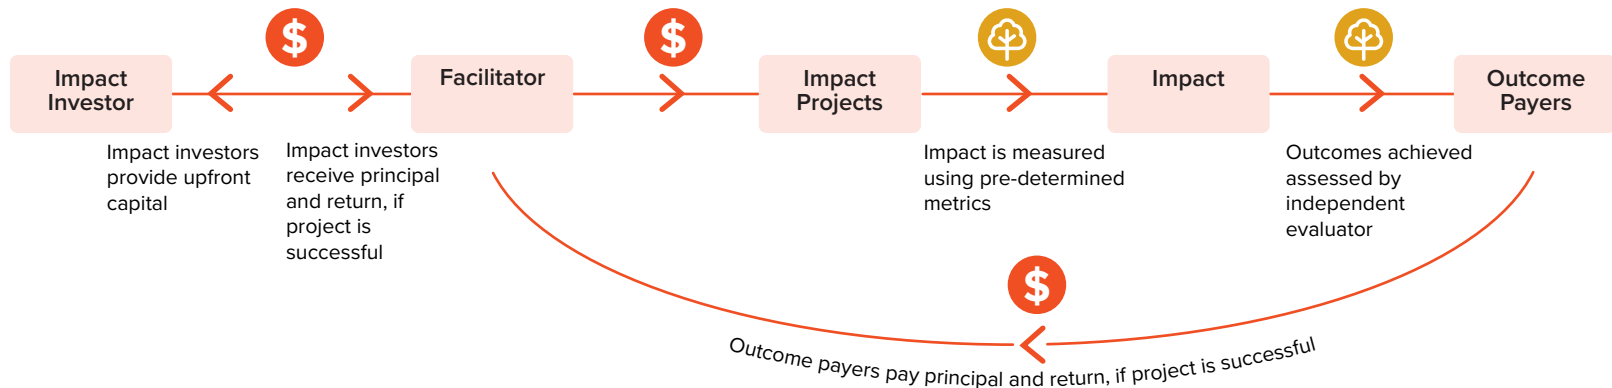 $
$
Impact
Investor
Facilitator
Impact
Projects
Impact
Outcome
Payers
Impact investors
provide upfront
capital
Impact investors
receive principal
and return, if
project is
successful
Impact is measured
using pre-determined
metrics
Outcomes achieved
assessed by
independent
evaluator
$
Outcome payers pay principal and return, if project is successful